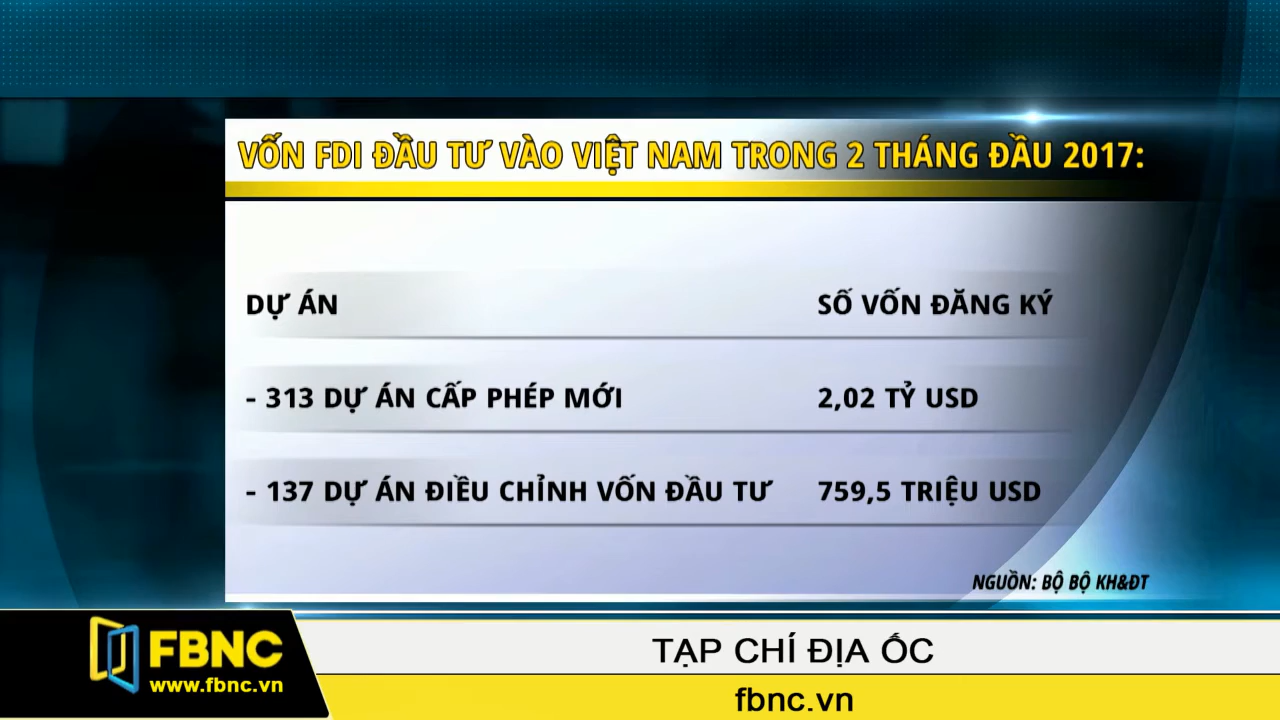 VỐN FDI ĐẦU TƯ VÀO VIỆT NAM TRONG 2 THÁNG ĐẦU 2017:
DỰ ÁN SỐ VỐN ĐĂNG KÝ
- 313 DỰ ÁN CẤP PHÉP MỚI 2,02 TỶ USD
- 137 DỰ ÁN ĐIỀU CHỈNH VỐN ĐẦU TƯ 759,5 TRIỆU USD
NGUỒN: BỘ BỘ KH&ĐT
FBNC
www.fbnc.vn
TẠP CHÍ ĐỊA ỐC
fbnc.vn